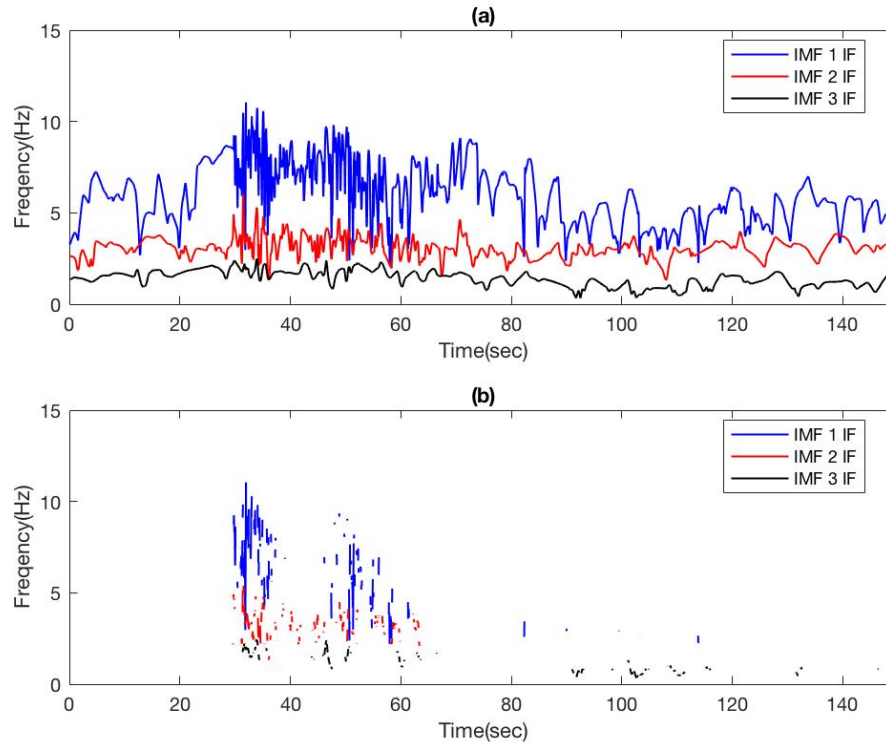 (a)
15
10
5
0
Freqency(Hz)
IMF 1 IF
IMF 2 IF
IMF 3 IF
0 20 40 60 80 100 120 140
Time(sec)
(b)
15
10
5
0
Freqency(Hz)
IMF 1 IF
IMF 2 IF
IMF 3 IF
0 20 40 60 80 100 120 140
Time(sec)